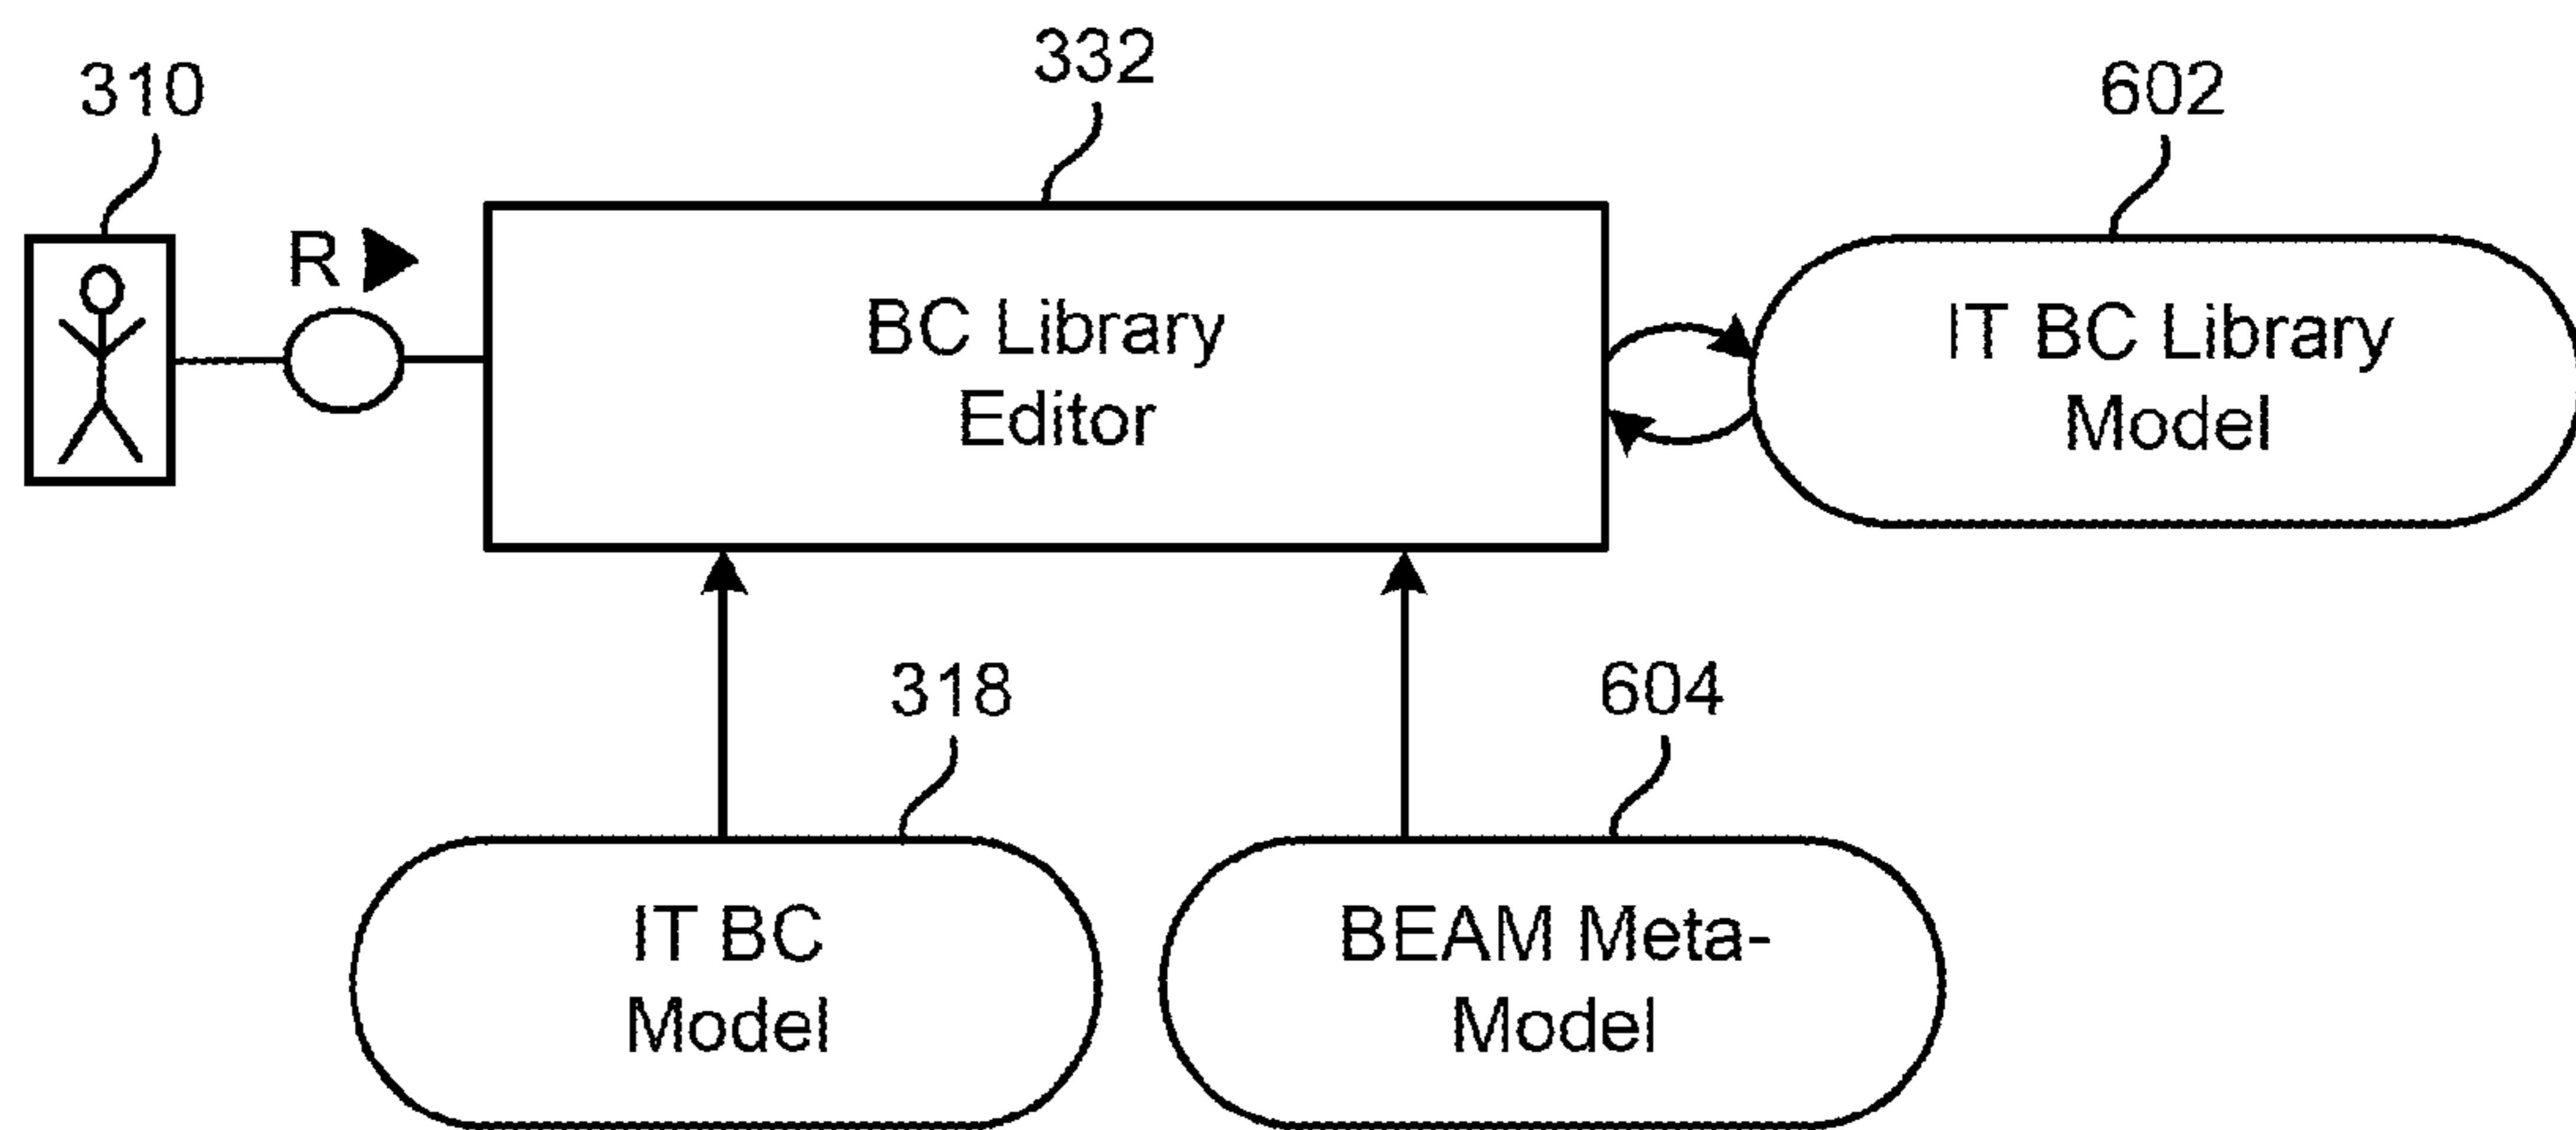 332
310
602
R
BC Library
Editor
IT BC Library
Model
318
604
IT BC
Model
BEAM Meta-
Model